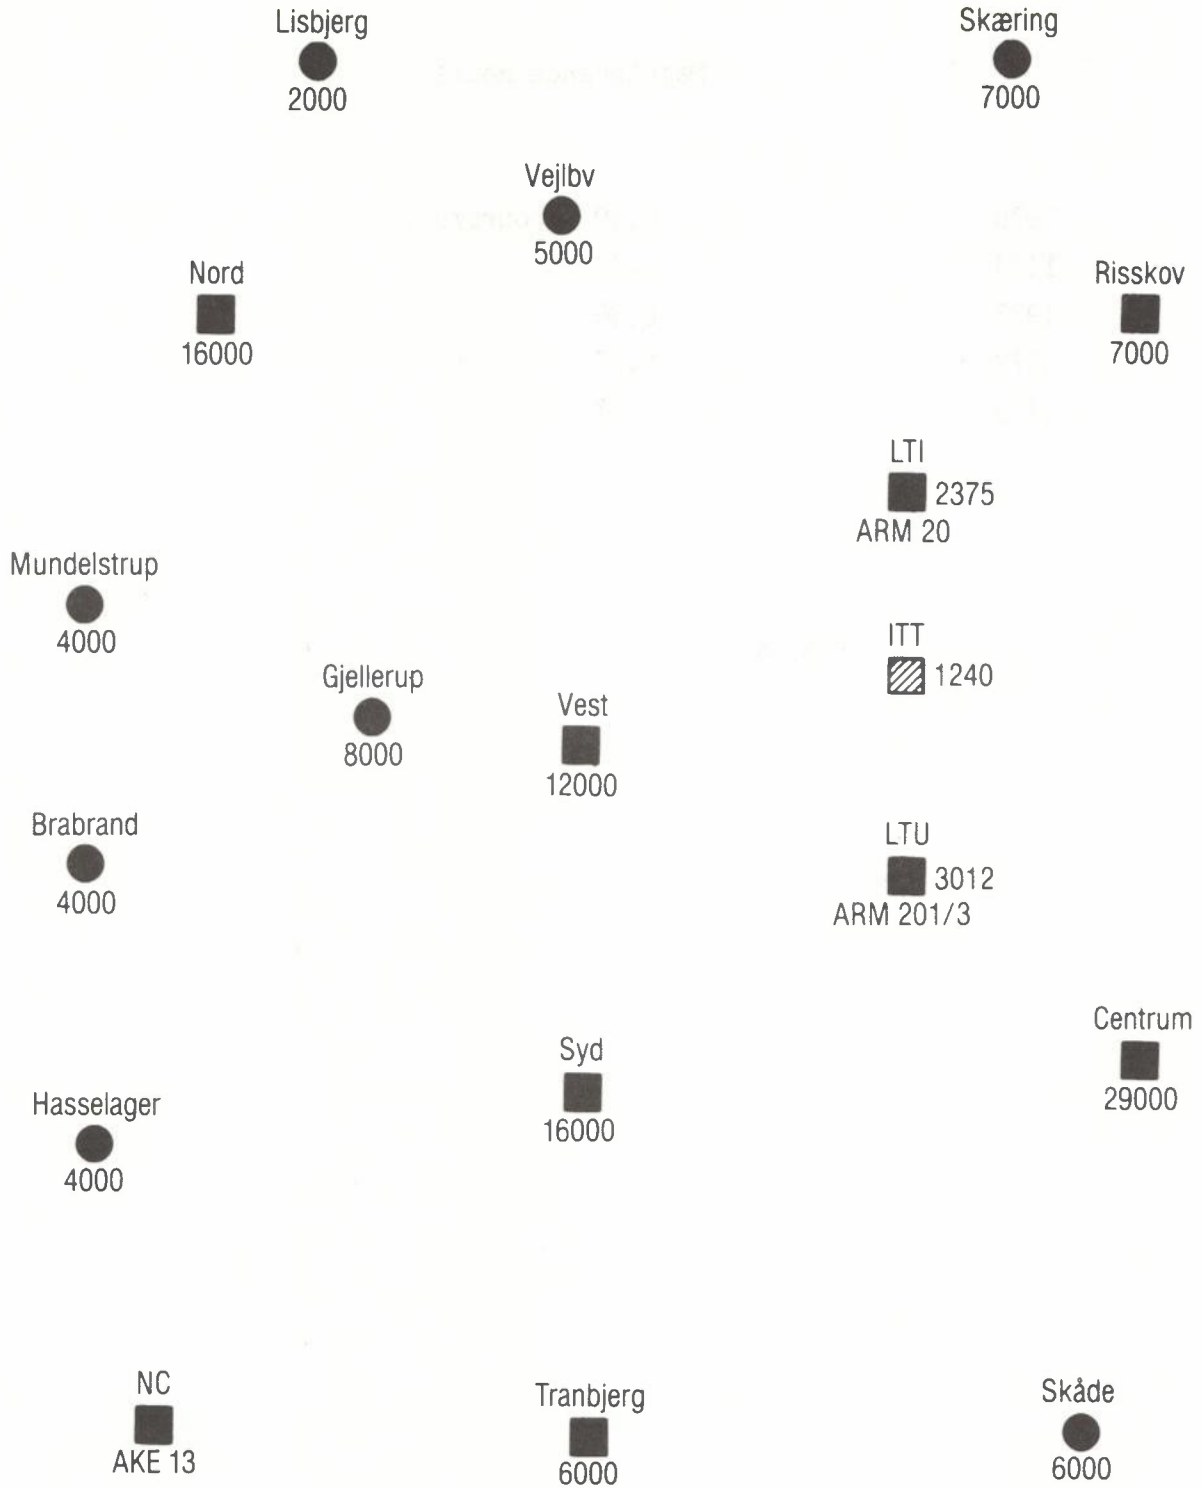 Lisbjerg
2000
Skæring
7000
Vejlbv
5000
Nord
16000
Risskov
7000
LTI
2375
ARM 20
Mundelstrup
4000
ITT
1240
Gjellerup
8000
Vest
12000
Brabrand
4000
LTU
3012
ARM 201/3
Centrum
29000
Syd
16000
Hasselager
4000
NC
AKE 13
Tranbjerg
6000
Skåde
6000